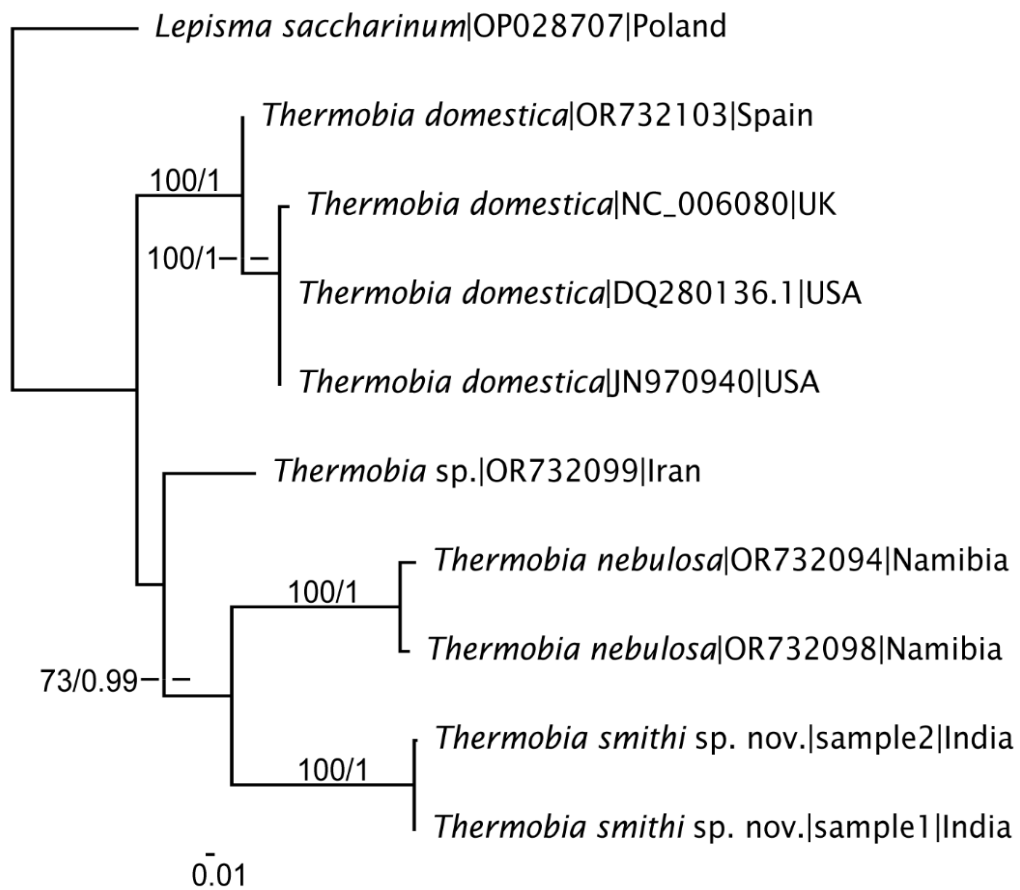 Lepisma saccharinum|OP028707|Poland
Thermobia domestica|OR732103|Spain
100/1
Thermobia domestica|NC_006080|UK
100/1
Thermobia domestica|DQ280136.1|USA
Thermobia domestica|JN970940|USA
Thermobia sp.|OR732099|Iran
Thermobia nebulosa|OR732094|Namibia
100/1
Thermobia nebulosa|OR732098|Namibia
73/0.99
Thermobia smithi sp. nov.|sample2|India
100/1
Thermobia smithi sp. nov.|sample1|India
0.01